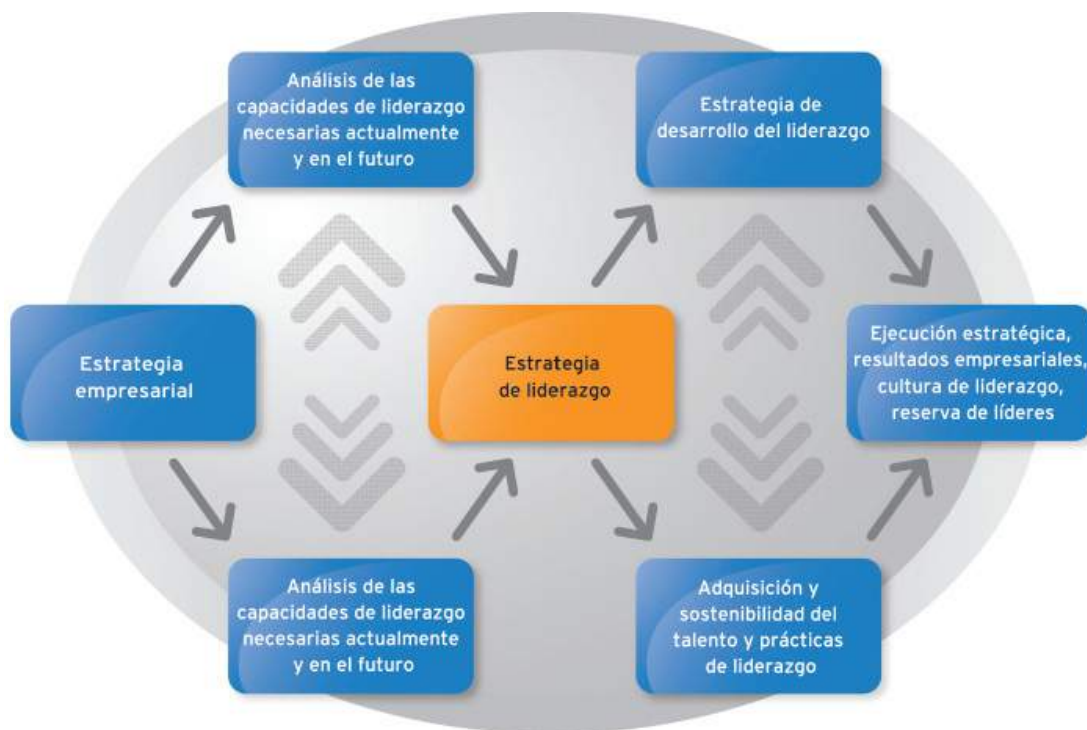 Análisis de las
capacidades de liderazgo
necesarias actualmente
y en el futuro
Estrategia de
desarrollo del liderazgo
Estrategia
empresarial
Estrategia
de liderazgo
Ejecución estratégica,
resultados empresariales,
cultura de liderazgo,
reserva de líderes
Análisis de las
capacidades de liderazgo
necesarias actualmente
y en el futuro
Adquisición y
sostenibilidad del
talento y prácticas
de liderazgo